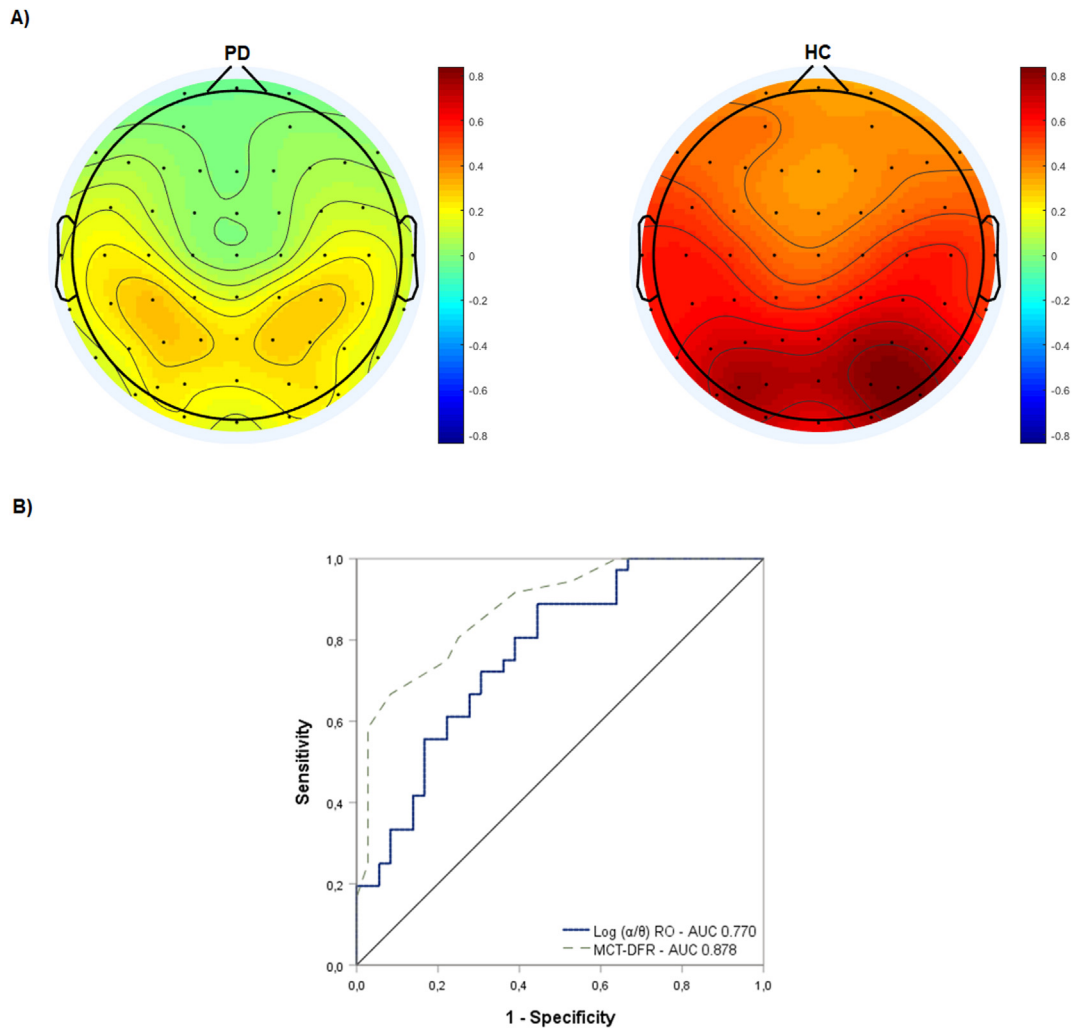 A)
PD
HC
0.8
0.6
0.4
0.2
0
-0.2
-0.4
-0.6
-0.8
0.8
0.6
0.4
0.2
0
-0.2
-0.4
-0.6
-0.8
B)
1,0
0,8
0,6
0,4
0,2
0,0
Sensitivity
Log (α/θ) RO - AUC 0.770
MCT-DFR - AUC 0.878
0,0 0,2 0,4 0,6 0,8 1,0
1 - Specificity